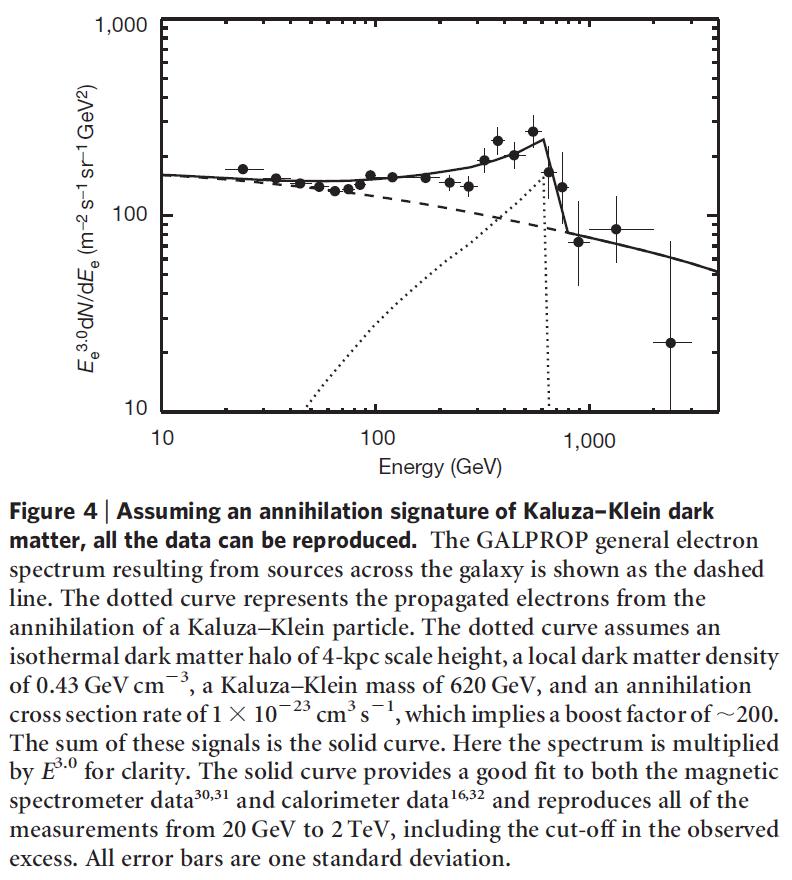 1,000
100
10
E_e^3.0 dN/dE_e (m⁻² s⁻¹ sr⁻¹ GeV²)
10 100 1,000
Energy (GeV)
Figure 4 | Assuming an annihilation signature of Kaluza–Klein dark
matter, all the data can be reproduced. The GALPROP general electron
spectrum resulting from sources across the galaxy is shown as the dashed
line. The dotted curve represents the propagated electrons from the
annihilation of a Kaluza–Klein particle. The dotted curve assumes an
isothermal dark matter halo of 4-kpc scale height, a local dark matter density
of 0.43 GeV cm⁻³, a Kaluza–Klein mass of 620 GeV, and an annihilation
cross section rate of 1 × 10⁻²³ cm³ s⁻¹, which implies a boost factor of ~200.
The sum of these signals is the solid curve. Here the spectrum is multiplied
by E³·⁰ for clarity. The solid curve provides a good fit to both the magnetic
spectrometer data³⁰,³¹ and calorimeter data¹⁶,³² and reproduces all of the
measurements from 20 GeV to 2 TeV, including the cut-off in the observed
excess. All error bars are one standard deviation.